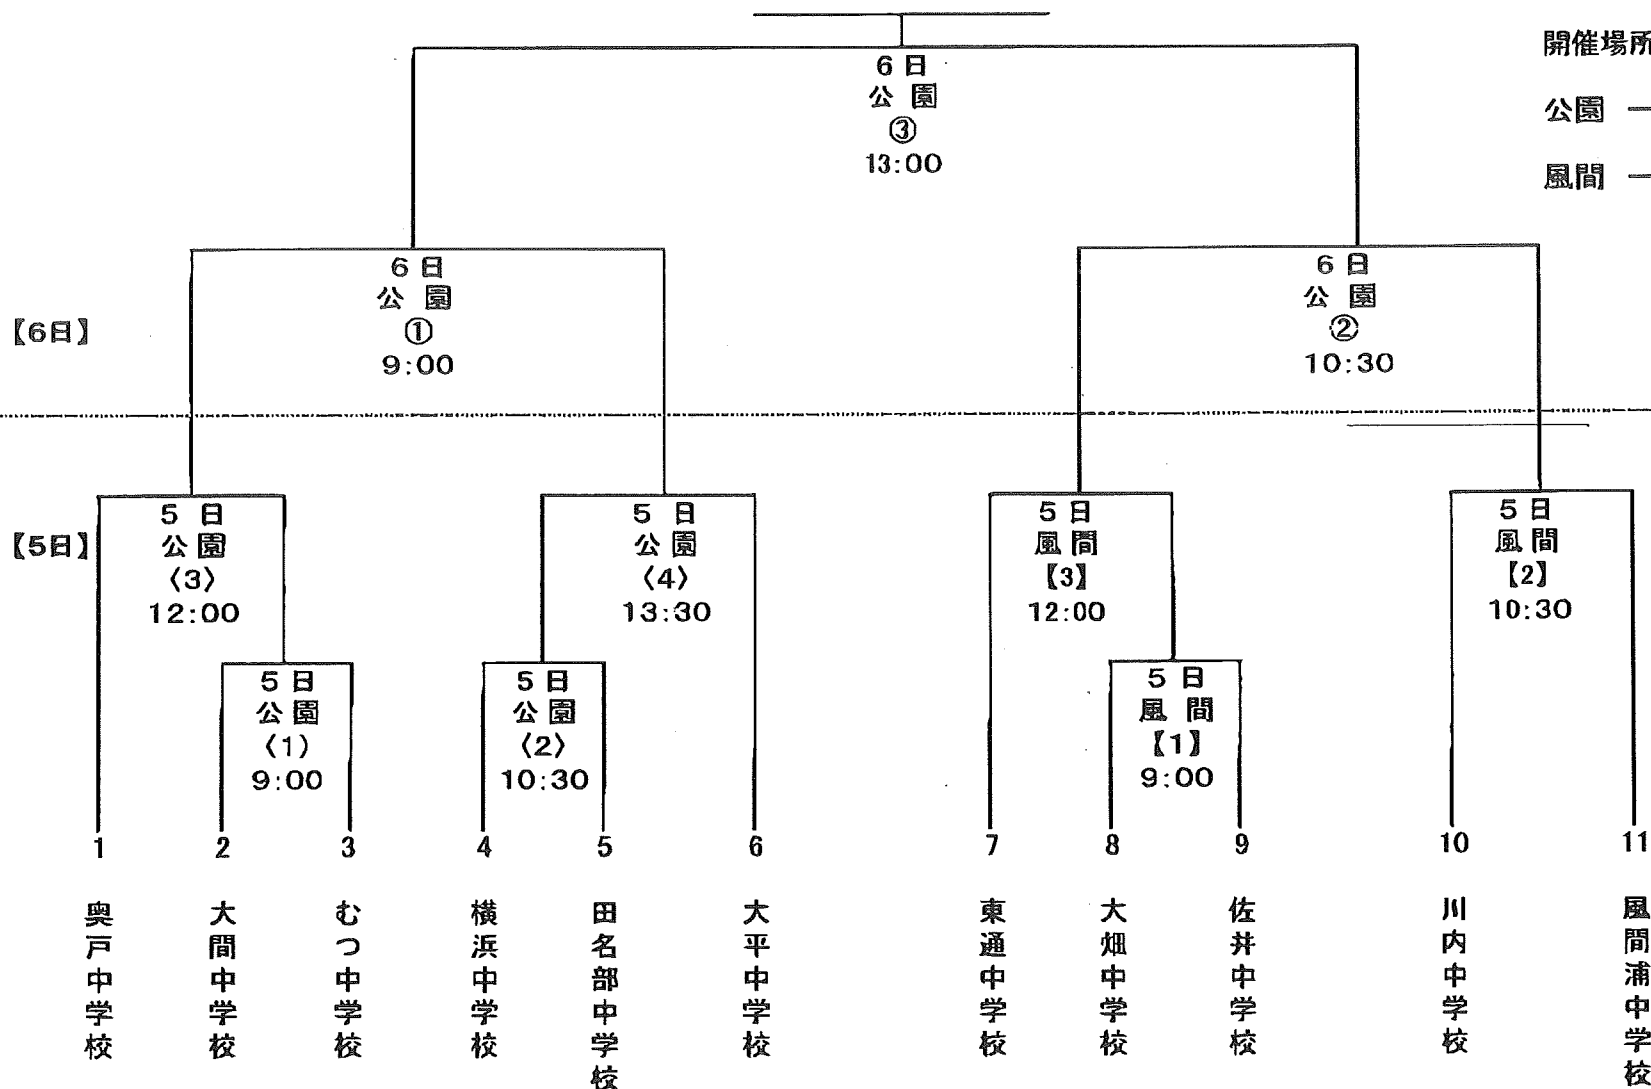 開催場所
公園 ―
風間 ―
6日
公園
③
13:00
【6日】
6日
公園
①
9:00
6日
公園
②
10:30
【5日】
5日
公園
〈3〉
12:00
5日
公園
〈4〉
13:30
5日
風間
【3】
12:00
5日
風間
【2】
10:30
5日
公園
〈1〉
9:00
5日
公園
〈2〉
10:30
5日
風間
【1】
9:00
1
2
3
4
5
6
7
8
9
10
11
奥戸中学校
大間中学校
むつ中学校
横浜中学校
田名部中学校
大平中学校
東通中学校
大畑中学校
佐井中学校
川内中学校
風間浦中学校